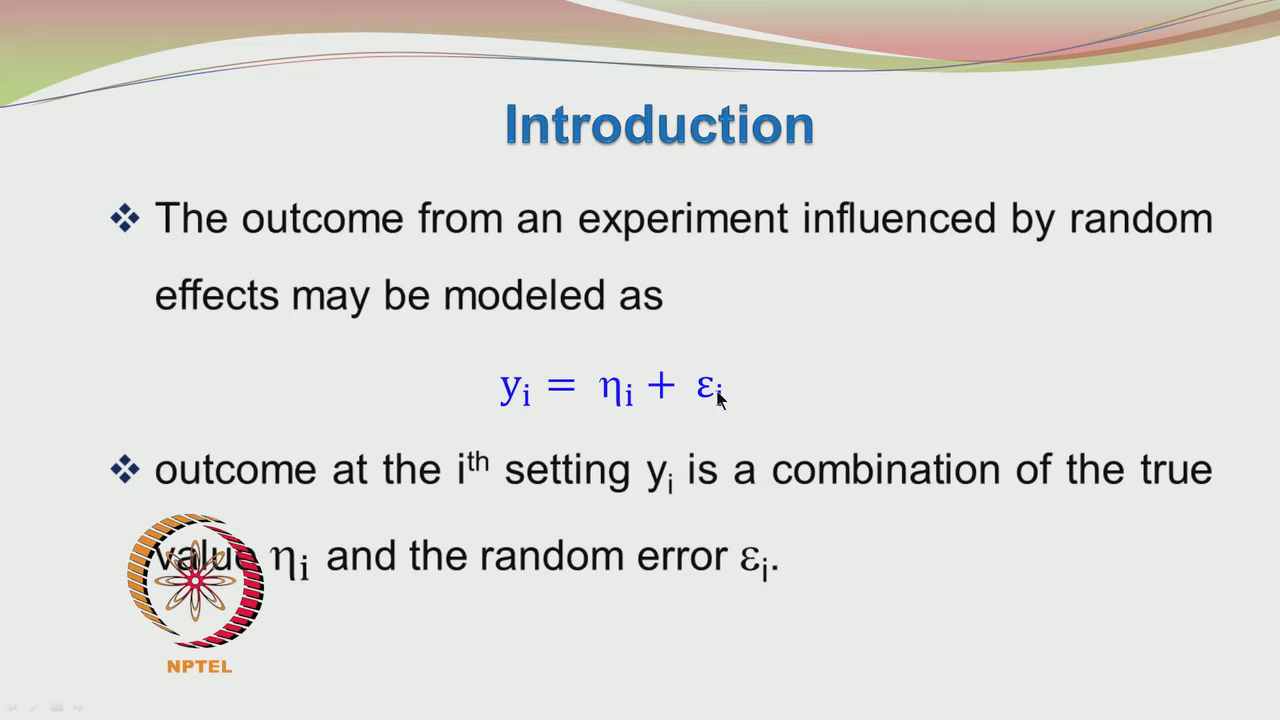 Introduction
❖ The outcome from an experiment influenced by random
effects may be modeled as
yᵢ = ηᵢ + εᵢ
❖ outcome at the iᵗʰ setting yᵢ is a combination of the true
value ηᵢ and the random error εᵢ.
NPTEL